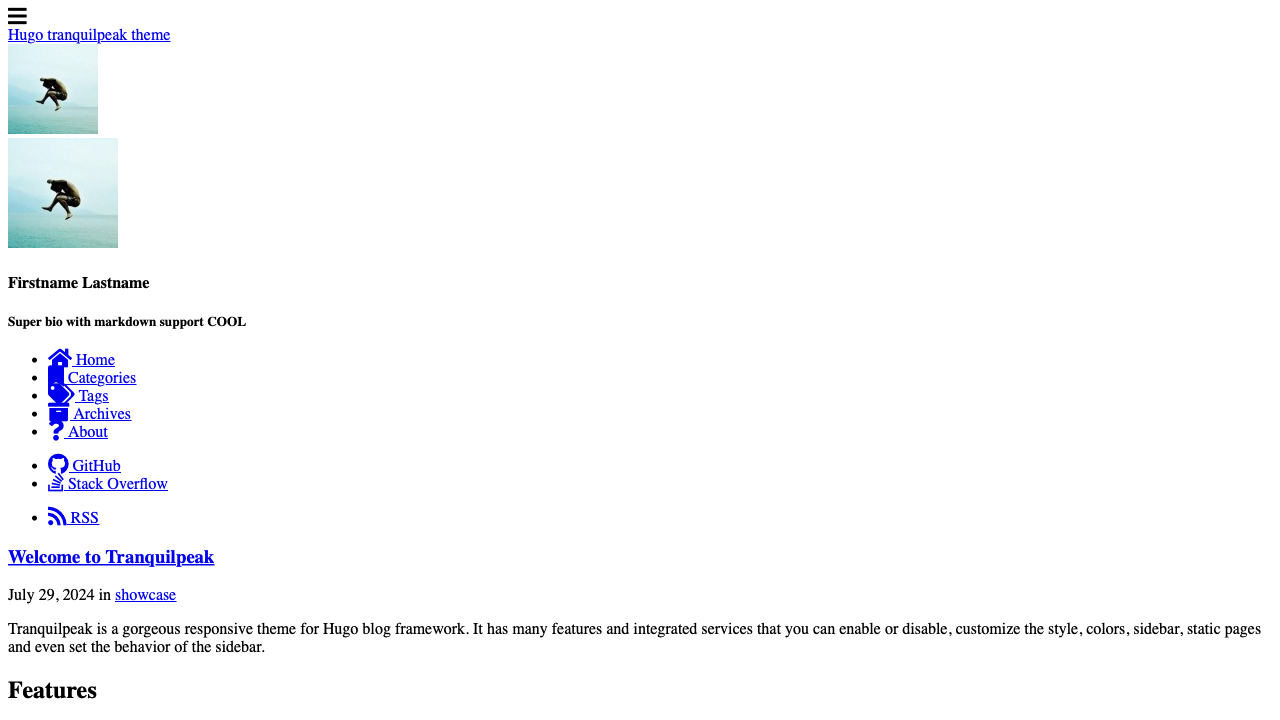 Hugo tranquilpeak theme
Firstname Lastname
Super bio with markdown support COOL
Home
Categories
Tags
Archives
About
GitHub
Stack Overflow
RSS
Welcome to Tranquilpeak
July 29, 2024 in showcase
Tranquilpeak is a gorgeous responsive theme for Hugo blog framework. It has many features and integrated services that you can enable or disable, customize the style, colors, sidebar, static pages
and even set the behavior of the sidebar.
Features